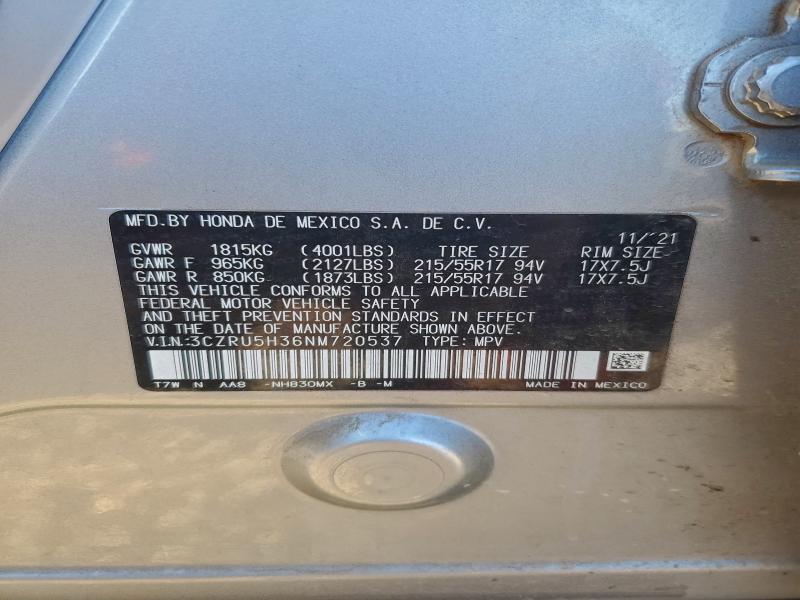 MFD.BY HONDA DE MEXICO S.A. DE C.V.
11/'21
GVWR 1815KG (4001LBS) TIRE SIZE RIM SIZE
GAWR F 965KG (2127LBS) 215/55R17 94V 17X7.5J
GAWR R 850KG (1873LBS) 215/55R17 94V 17X7.5J
THIS VEHICLE CONFORMS TO ALL APPLICABLE
FEDERAL MOTOR VEHICLE SAFETY
AND THEFT PREVENTION STANDARDS IN EFFECT
ON THE DATE OF MANUFACTURE SHOWN ABOVE.
V.I.N.:3CZRU5H36NM720537 TYPE: MPV
T7W N AA8 -NH830MX -B -M MADE IN MEXICO